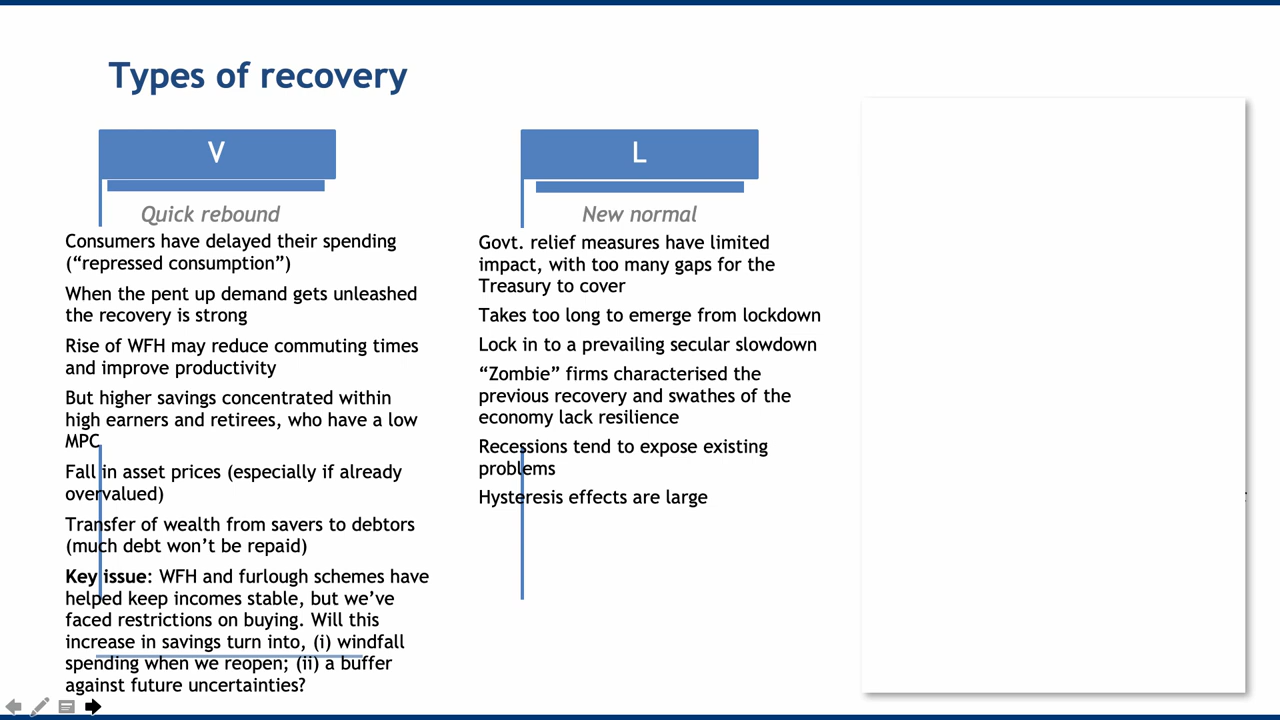 Types of recovery
V
Quick rebound
Consumers have delayed their spending
(“repressed consumption”)
When the pent up demand gets unleashed
the recovery is strong
Rise of WFH may reduce commuting times
and improve productivity
But higher savings concentrated within
high earners and retirees, who have a low
MPC
Fall in asset prices (especially if already
overvalued)
Transfer of wealth from savers to debtors
(much debt won’t be repaid)
Key issue: WFH and furlough schemes have
helped keep incomes stable, but we’ve
faced restrictions on buying. Will this
increase in savings turn into, (i) windfall
spending when we reopen; (ii) a buffer
against future uncertainties?
L
New normal
Govt. relief measures have limited
impact, with too many gaps for the
Treasury to cover
Takes too long to emerge from lockdown
Lock in to a prevailing secular slowdown
“Zombie” firms characterised the
previous recovery and swathes of the
economy lack resilience
Recessions tend to expose existing
problems
Hysteresis effects are large